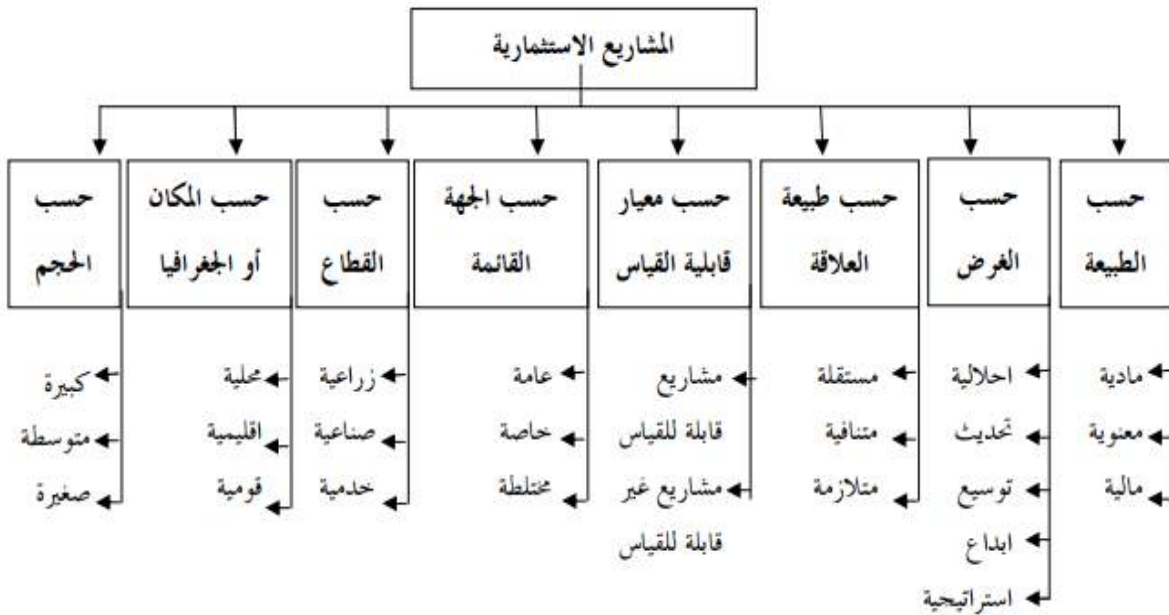 المشاريع الاستثمارية
حسب
الطبيعة
حسب
الغرض
حسب طبيعة
العلاقة
حسب معيار
قابلية القياس
حسب الجهة
القائمة
حسب
القطاع
حسب المكان
أو الجغرافيا
حسب
الحجم
مادية
معنوية
مالية
احلالية
تحديث
توسيع
ابداع
استراتيجية
مستقلة
متنافية
متلازمة
مشاريع
قابلة للقياس
مشاريع غير
قابلة للقياس
عامة
خاصة
مختلطة
زراعية
صناعية
خدمية
محلية
اقليمية
قومية
كبيرة
متوسطة
صغيرة